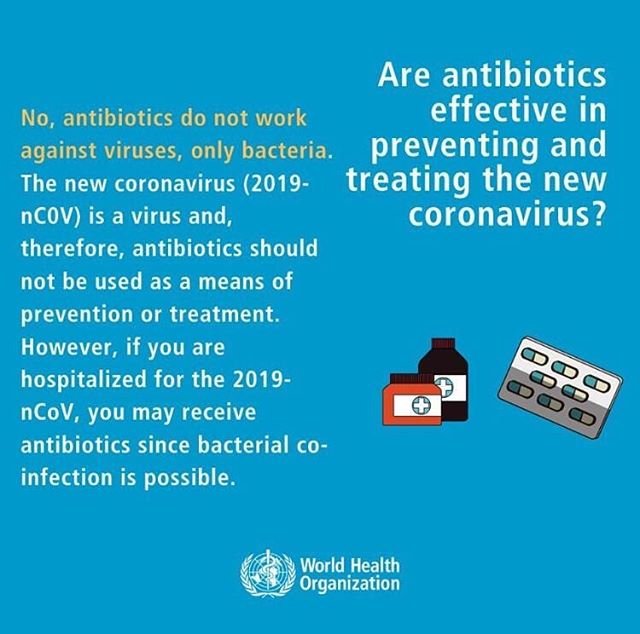 Are antibiotics
effective in
preventing and
treating the new
coronavirus?
No, antibiotics do not work
against viruses, only bacteria.
The new coronavirus (2019-
nC0V) is a virus and,
therefore, antibiotics should
not be used as a means of
prevention or treatment.
However, if you are
hospitalized for the 2019-
nCoV, you may receive
antibiotics since bacterial co-
infection is possible.
World Health
Organization